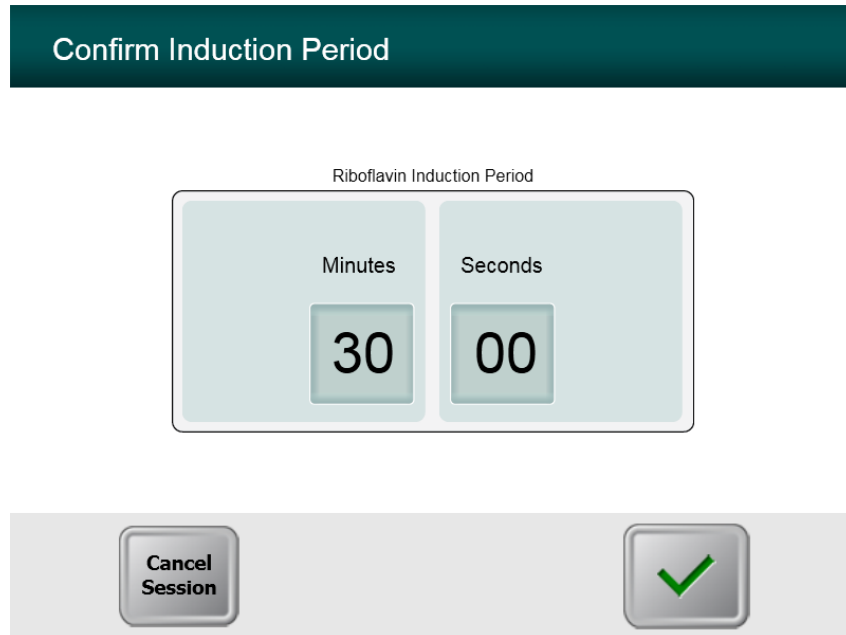 Confirm Induction Period
Riboflavin Induction Period
Minutes Seconds
30 00
Cancel
Session